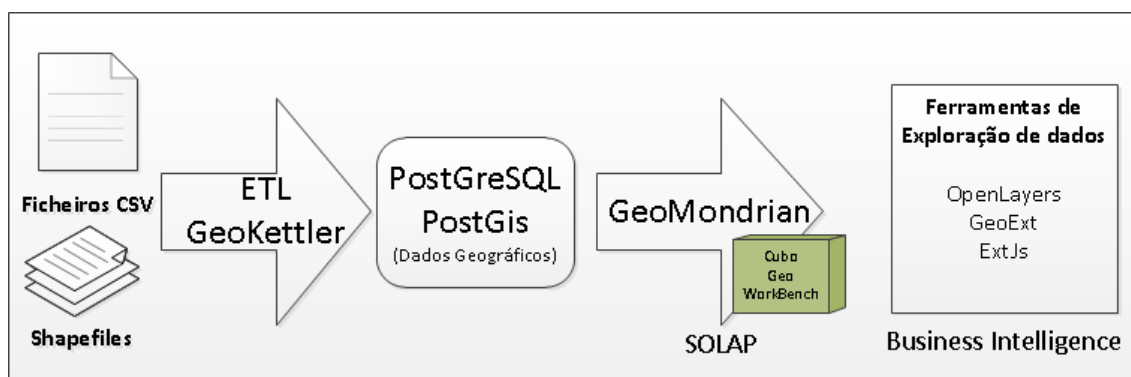 Ficheiros CSV
Shapefiles
ETL
GeoKettler
PostGreSQL
PostGis
(Dados Geográficos)
GeoMondrian
Cubo
Geo
WorkBench
SOLAP
Ferramentas de
Exploração de dados
OpenLayers
GeoExt
ExtJs
Business Intelligence